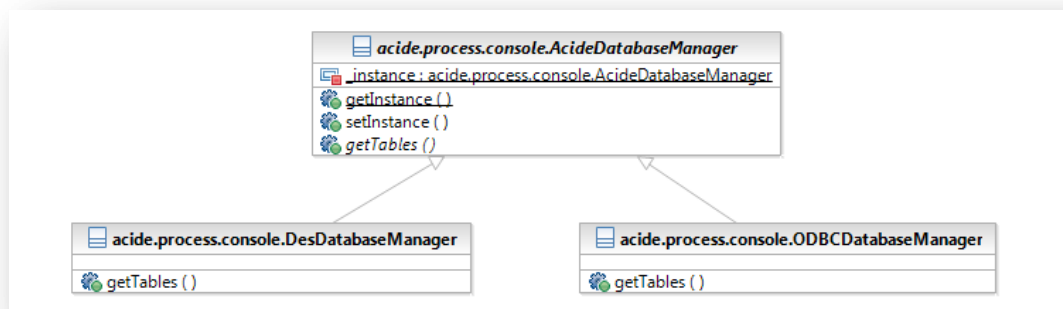 acide.process.console.AcideDatabaseManager
_instance : acide.process.console.AcideDatabaseManager
getInstance ( )
setInstance ( )
getTables ( )
acide.process.console.DesDatabaseManager
getTables ( )
acide.process.console.ODBCDatabaseManager
getTables ( )